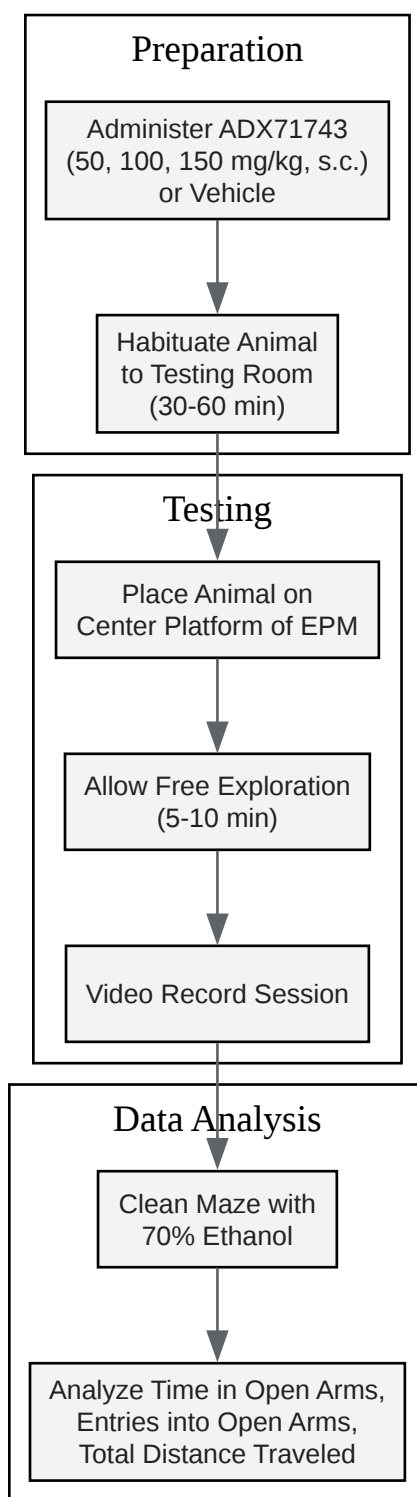 Preparation
Administer ADX71743
(50, 100, 150 mg/kg, s.c.)
or Vehicle
Habituate Animal
to Testing Room
(30-60 min)
Testing
Place Animal on
Center Platform of EPM
Allow Free Exploration
(5-10 min)
Video Record Session
Data Analysis
Clean Maze with
70% Ethanol
Analyze Time in Open Arms,
Entries into Open Arms,
Total Distance Traveled